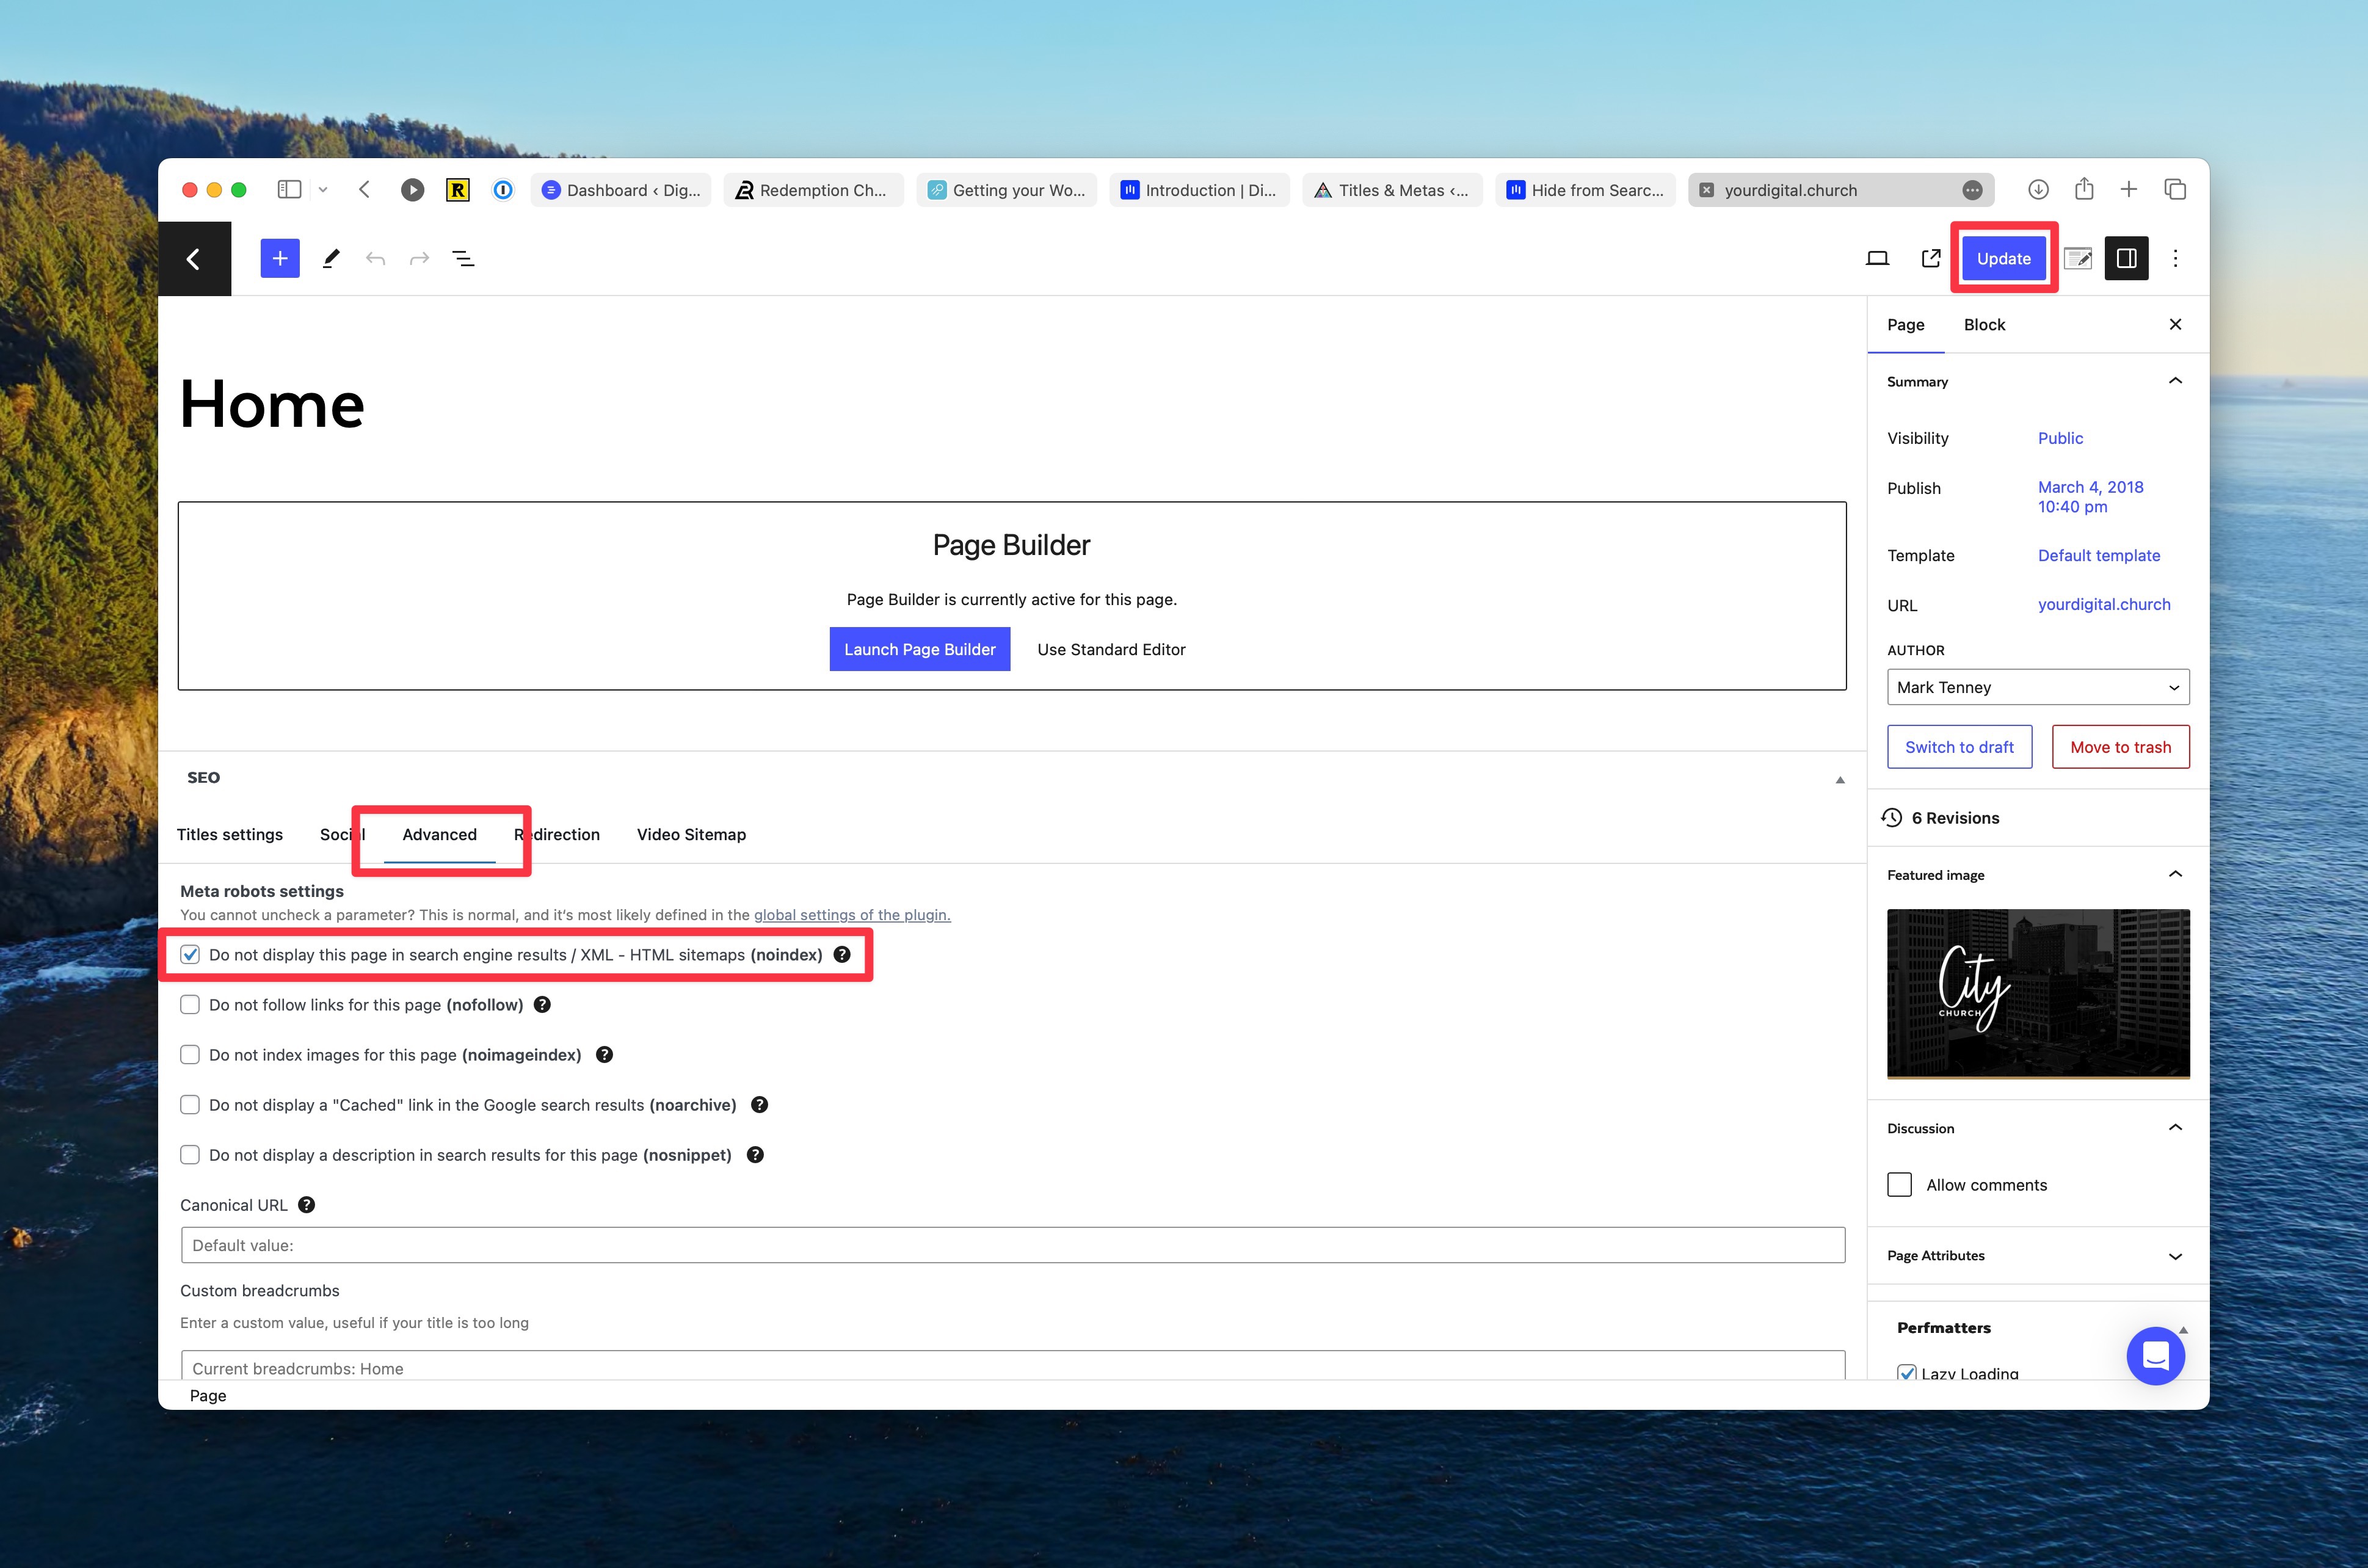 Dashboard ‹ Dig...
Redemption Ch...
Getting your Wo...
Introduction | Di...
Titles & Metas ‹...
Hide from Searc...
yourdigital.church
Update
Home
Page Builder
Page Builder is currently active for this page.
Launch Page Builder
Use Standard Editor
SEO
Titles settings
Social
Advanced
Redirection
Video Sitemap
Meta robots settings
You cannot uncheck a parameter? This is normal, and it's most likely defined in the global settings of the plugin.
Do not display this page in search engine results / XML - HTML sitemaps (noindex) ?
Do not follow links for this page (nofollow) ?
Do not index images for this page (noimageindex) ?
Do not display a "Cached" link in the Google search results (noarchive) ?
Do not display a description in search results for this page (nosnippet) ?
Canonical URL ?
Default value:
Custom breadcrumbs
Enter a custom value, useful if your title is too long
Current breadcrumbs: Home
Page
Page
Block
Summary
Visibility
Public
Publish
March 4, 2018
10:40 pm
Template
Default template
URL
yourdigital.church
AUTHOR
Mark Tenney
Switch to draft
Move to trash
6 Revisions
Featured image
City
CHURCH
Discussion
Allow comments
Page Attributes
Perfmatters
Lazy Loading